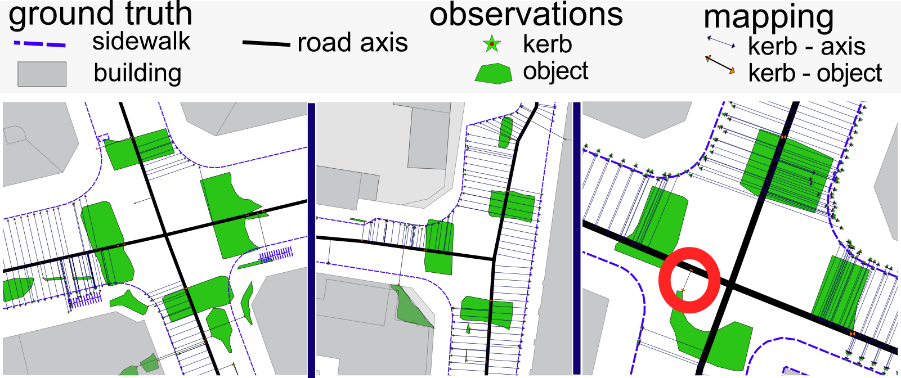 ground truth
sidewalk
road axis
building
observations
kerb
object
mapping
kerb - axis
kerb - object